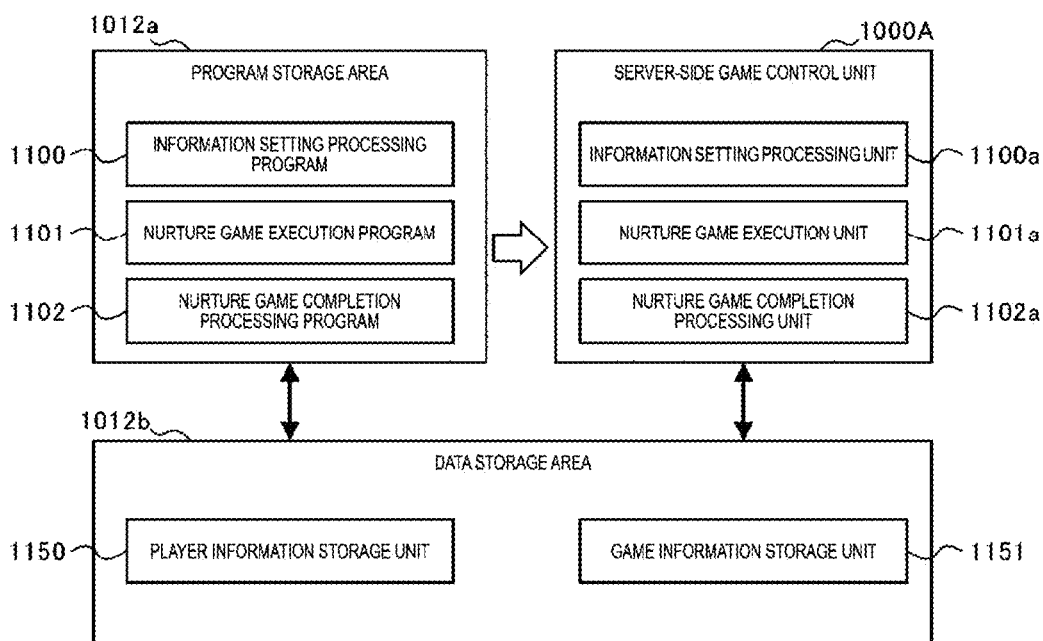 1012a
1000A
PROGRAM STORAGE AREA
SERVER-SIDE GAME CONTROL UNIT
1100
INFORMATION SETTING PROCESSING
PROGRAM
INFORMATION SETTING PROCESSING UNIT
1100a
1101
NURTURE GAME EXECUTION PROGRAM
NURTURE GAME EXECUTION UNIT
1101a
1102
NURTURE GAME COMPLETION
PROCESSING PROGRAM
NURTURE GAME COMPLETION
PROCESSING UNIT
1102a
1012b
DATA STORAGE AREA
1150
PLAYER INFORMATION STORAGE UNIT
GAME INFORMATION STORAGE UNIT
1151